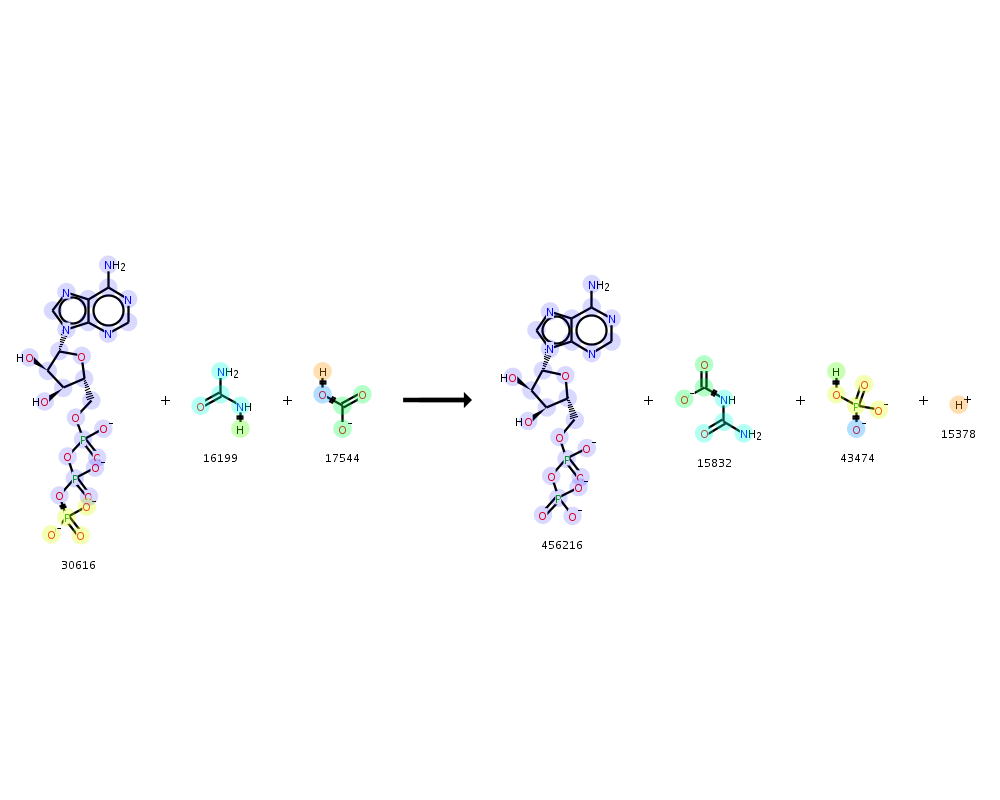 NH2
N N
N N
HO O
HO
O
P O-
O O
P O-
O O
P O-
O- O
30616
+
NH2
O NH
H
16199
+
H
O O
O-
17544
NH2
N N
N N
HO O
HO
O
P O-
O O
P O-
O O-
456216
+
O
O- NH
O NH2
15832
+
H O
O P O-
O-
43474
+
H+
15378